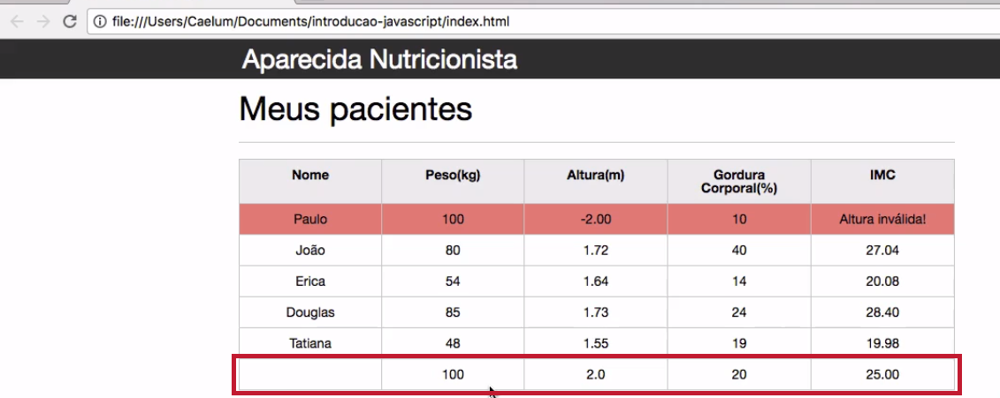 file:///Users/Caelum/Documents/introducao-javascript/index.html
Aparecida Nutricionista
Meus pacientes
Nome Peso(kg) Altura(m) Gordura Corporal(%) IMC
Paulo 100 -2.00 10 Altura inválida!
João 80 1.72 40 27.04
Erica 54 1.64 14 20.08
Douglas 85 1.73 24 28.40
Tatiana 48 1.55 19 19.98
100 2.0 20 25.00